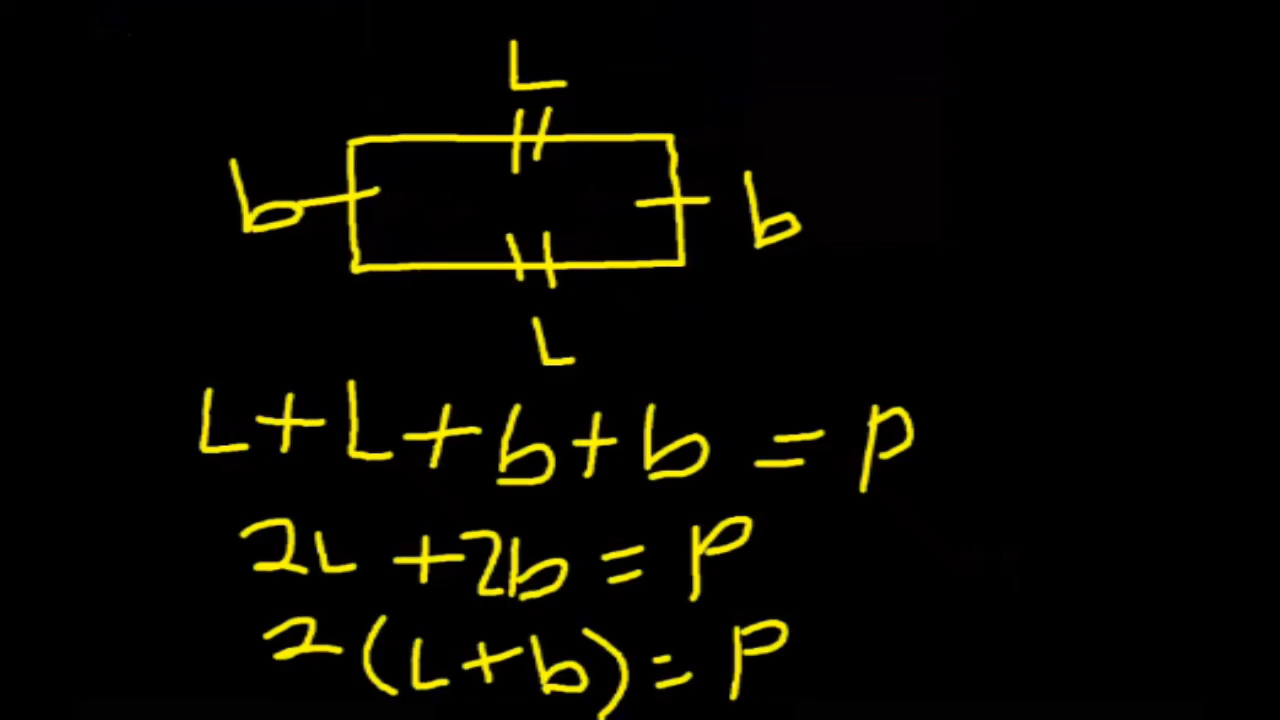 L
b b
L
L + L + b + b = P
2L + 2b = P
2 (L + b) = P